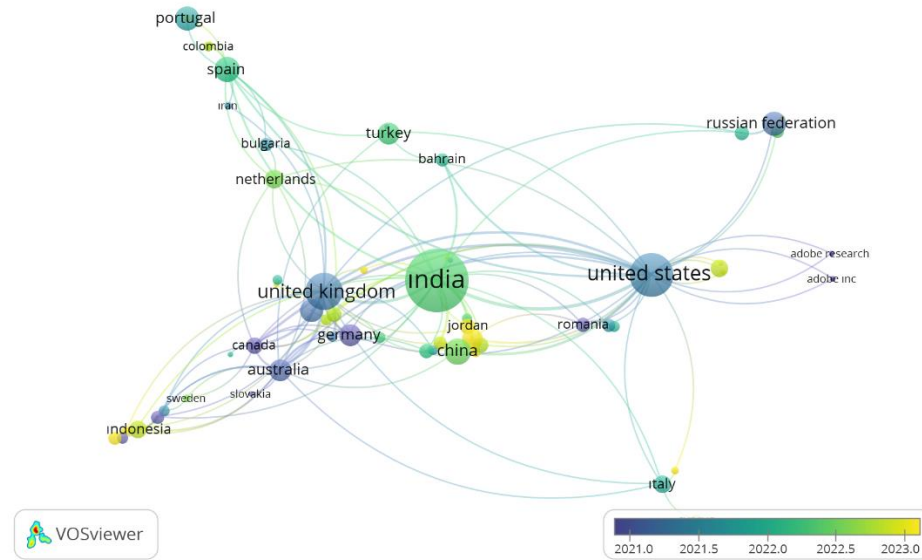 portugal
colombia
spain
iran
bulgaria
netherlands
turkey
bahrain
russian federation
adobe research
adobe inc
india
united states
united kingdom
germany
jordan
china
romania
canada
australia
slovakia
sweden
indonesia
italy
VOSviewer
2021.0 2021.5 2022.0 2022.5 2023.0